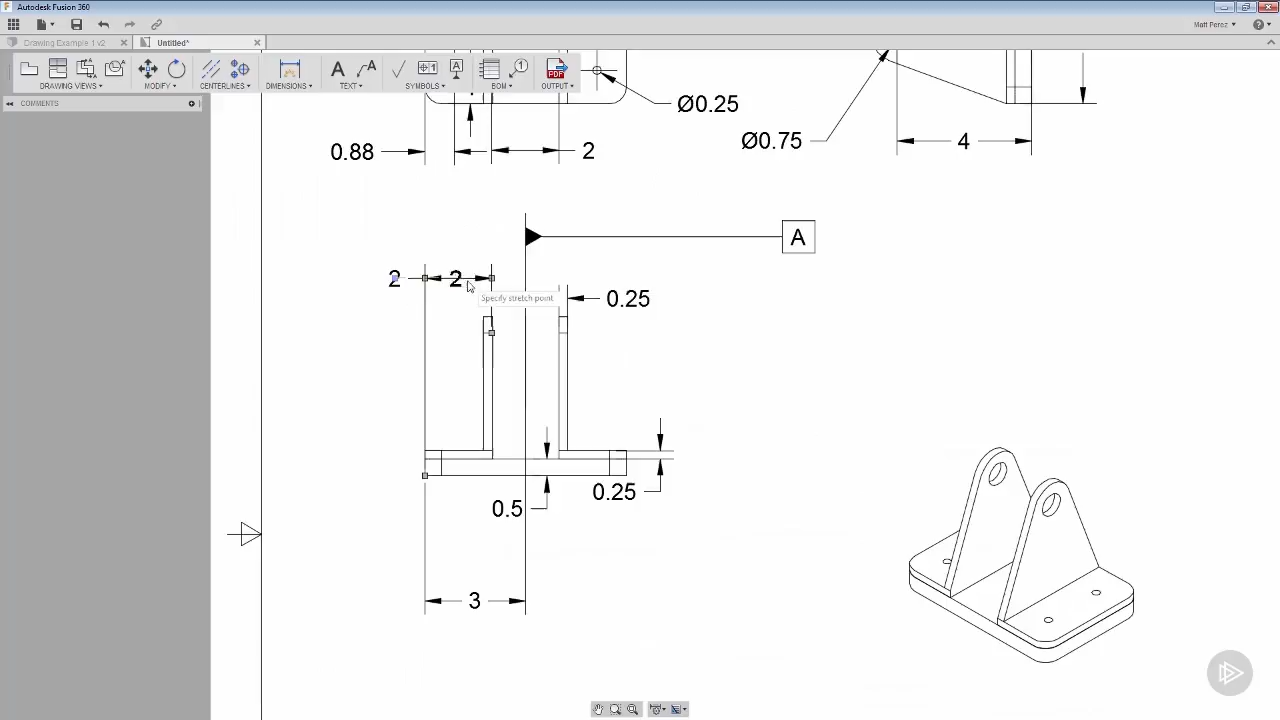 Autodesk Fusion 360
Matt Perez
Drawing Example 1 v2
Untitled*
DRAWING VIEWS
MODIFY
CENTERLINES
DIMENSIONS
TEXT
SYMBOLS
BOM
PDF
OUTPUT
COMMENTS
Ø0.25
Ø0.75
4
0.88
2
A
2
2
Specify stretch point
0.25
0.25
0.5
3